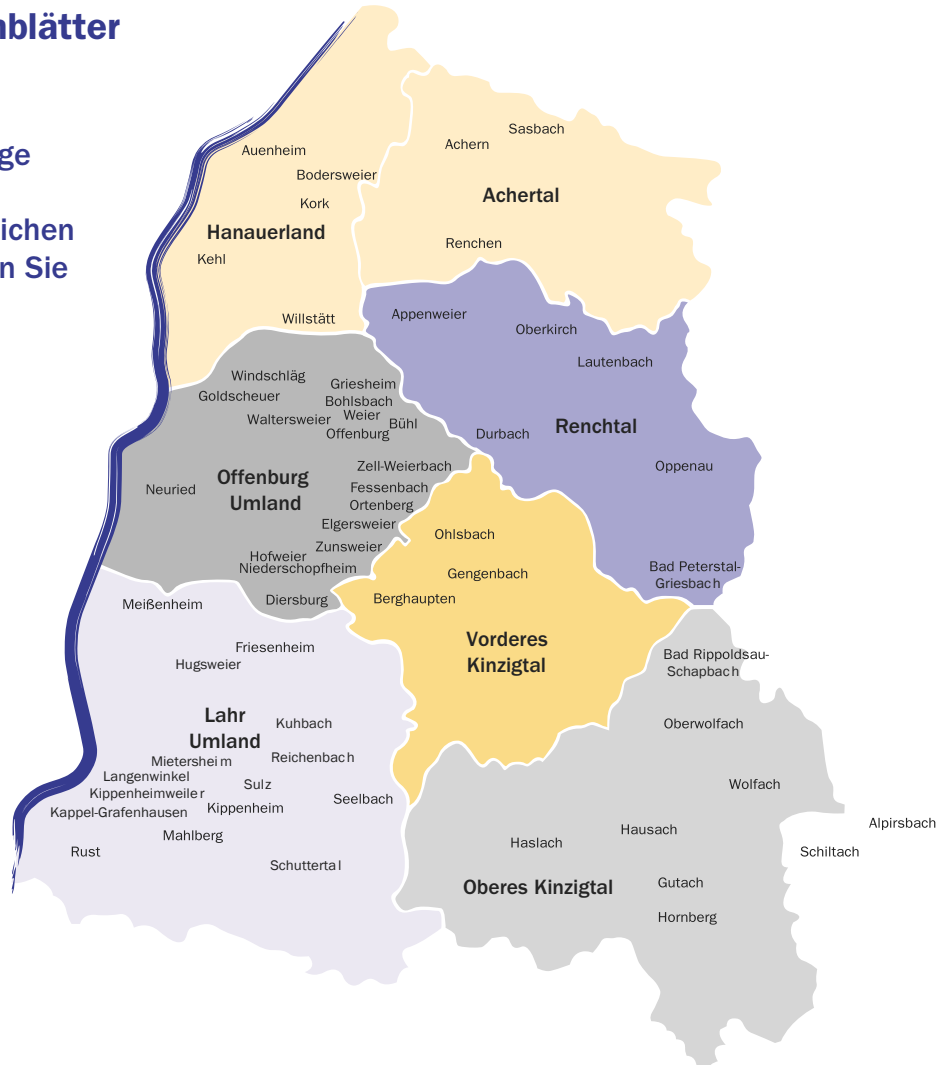 nblätter
ge
ichen
n Sie
Auenheim
Bodersweier
Kork
Hanauerland
Kehl
Willstätt
Sasbach
Achern
Achertal
Renchen
Appenweier
Oberkirch
Lautenbach
Renchtal
Durbach
Oppenau
Bad Peterstal-
Griesbach
Windschläg
Griesheim
Goldscheuer
Bohlsbach
Weier
Waltersweier
Bühl
Offenburg
Zell-Weierbach
Offenburg
Umland
Neuried
Fessenbach
Ortenberg
Elgersweier
Zunsweier
Hofweier
Niederschopfheim
Diersburg
Ohlsbach
Gengenbach
Berghaupten
Vorderes
Kinzigtal
Meißenheim
Friesenheim
Hugsweier
Lahr
Umland
Kuhbach
Mietersheim
Reichenbach
Langenwinkel
Sulz
Kippenheimweiler
Seelbach
Kappel-Grafenhausen
Kippenheim
Mahlberg
Rust
Schuttertal
Bad Rippoldsau-
Schapbach
Oberwolfach
Wolfach
Alpirsbach
Hausach
Haslach
Schiltach
Gutach
Oberes Kinzigtal
Hornberg